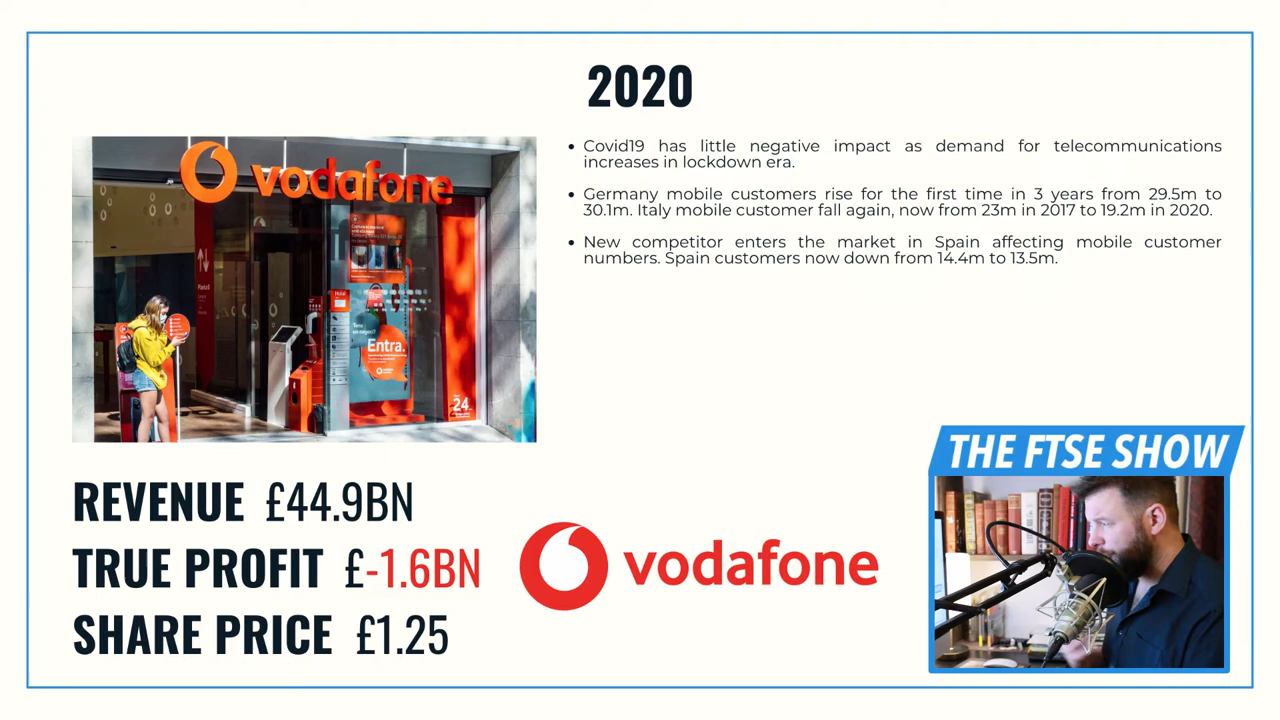 2020
• Covid19 has little negative impact as demand for telecommunications
increases in lockdown era.
• Germany mobile customers rise for the first time in 3 years from 29.5m to
30.1m. Italy mobile customer fall again, now from 23m in 2017 to 19.2m in 2020.
• New competitor enters the market in Spain affecting mobile customer
numbers. Spain customers now down from 14.4m to 13.5m.
vodafone
Entra.
24
THE FTSE SHOW
REVENUE £44.9BN
TRUE PROFIT £-1.6BN
SHARE PRICE £1.25
vodafone